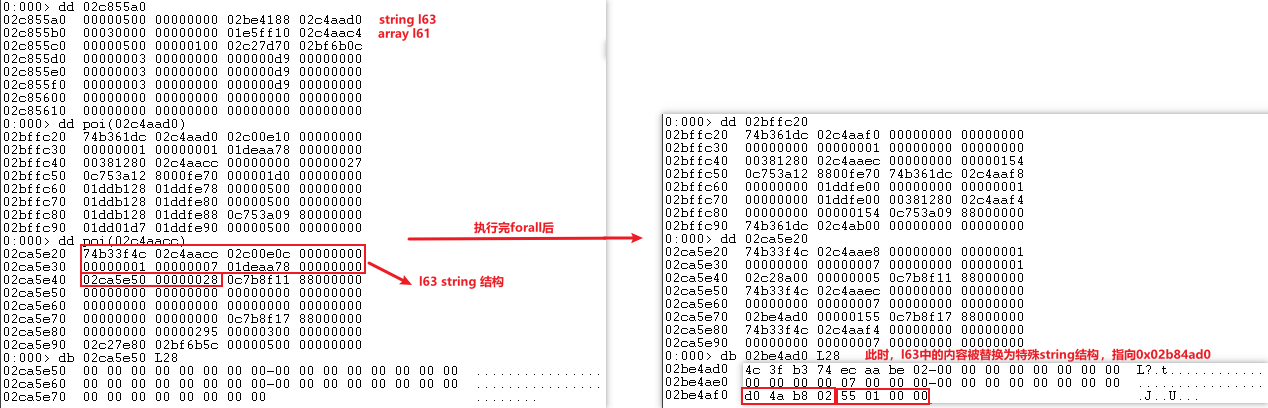 0:000> dd 02c855a0
02c855a0  00000500 00000000 02be4188 02c4aad0
string l63
02c855b0  00030000 00000000 01e5ff10 02c4aac4
array l61
02c855c0  00000500 00000100 02c27d70 02bf6b0c
02c855d0  00000003 00000000 000000d9 00000000
02c855e0  00000003 00000000 000000d9 00000000
02c855f0  00000003 00000000 000000d9 00000000
02c85600  00000000 00000000 00000000 00000000
02c85610  00000000 00000000 00000000 00000000
0:000> dd poi(02c4aad0)
02bffc20  74b361dc 02c4aad0 02c00e10 00000000
02bffc30  00000001 00000001 01deaa78 00000000
02bffc40  00381280 02c4aacc 00000000 00000027
02bffc50  0c753a12 8000fe70 000001d0 00000000
02bffc60  01ddb128 01ddfe78 00000500 00000000
02bffc70  01ddb128 01ddfe80 00000500 00000000
02bffc80  01ddb128 01ddfe88 0c753a09 80000000
02bffc90  01dd01d7 01ddfe90 00000500 00000000
0:000> dd poi(02c4aacc)
02ca5e20  74b33f4c 02c4aacc 02c00e0c 00000000
02ca5e30  00000001 00000007 01deaa78 00000000
02ca5e40  02ca5e50 00000028 0c7b8f11 88000000
02ca5e50  00000000 00000000 00000000 00000000
02ca5e60  00000000 00000000 00000000 00000000
02ca5e70  00000000 00000000 0c7b8f17 88000000
02ca5e80  00000000 00000295 00000300 00000000
02ca5e90  02c27e80 02bf6b5c 00000500 00000000
0:000> db 02ca5e50 L28
02ca5e50  00 00 00 00 00 00 00 00-00 00 00 00 00 00 00 00  ................
02ca5e60  00 00 00 00 00 00 00 00-00 00 00 00 00 00 00 00  ................
02ca5e70  00 00 00 00 00 00 00 00  ........
l63 string 结构
执行完forall后
0:000> dd 02bffc20
02bffc20  74b361dc 02c4aaf0 00000000 00000000
02bffc30  00000000 00000001 00000000 00000000
02bffc40  00381280 02c4aaec 00000000 00000154
02bffc50  0c753a12 8800fe70 74b361dc 02c4aaf8
02bffc60  00000000 01ddfe00 00000000 00000001
02bffc70  00000000 00000000 00381280 02c4aaf4
02bffc80  00000000 00000154 0c753a09 88000000
02bffc90  74b361dc 02c4ab00 00000000 00000000
0:000> dd 02ca5e20
02ca5e20  74b33f4c 02c4aae8 00000000 00000001
02ca5e30  00000000 00000007 00000000 00000001
02ca5e40  02c28a00 00000005 0c7b8f11 88000000
02ca5e50  74b33f4c 02c4aaec 00000000 00000000
02ca5e60  00000000 00000007 00000000 00000000
02ca5e70  02be4ad0 00000155 0c7b8f17 88000000
02ca5e80  74b33f4c 02c4aaf4 00000000 00000000
02ca5e90  00000000 00000007 00000000 00000000
0:000> db 02be4ad0 L28
此时，l63中的内容被替换为特殊string结构，指向0x02b84ad0
02be4ad0  4c 3f b3 74 ec aa be 02-00 00 00 00 00 00 00 00  L?.t............
02be4ae0  00 00 00 00 07 00 00 00-00 00 00 00 00 00 00 00  ................
02be4af0  d0 4a b8 02 55 01 00 00  .J..U...